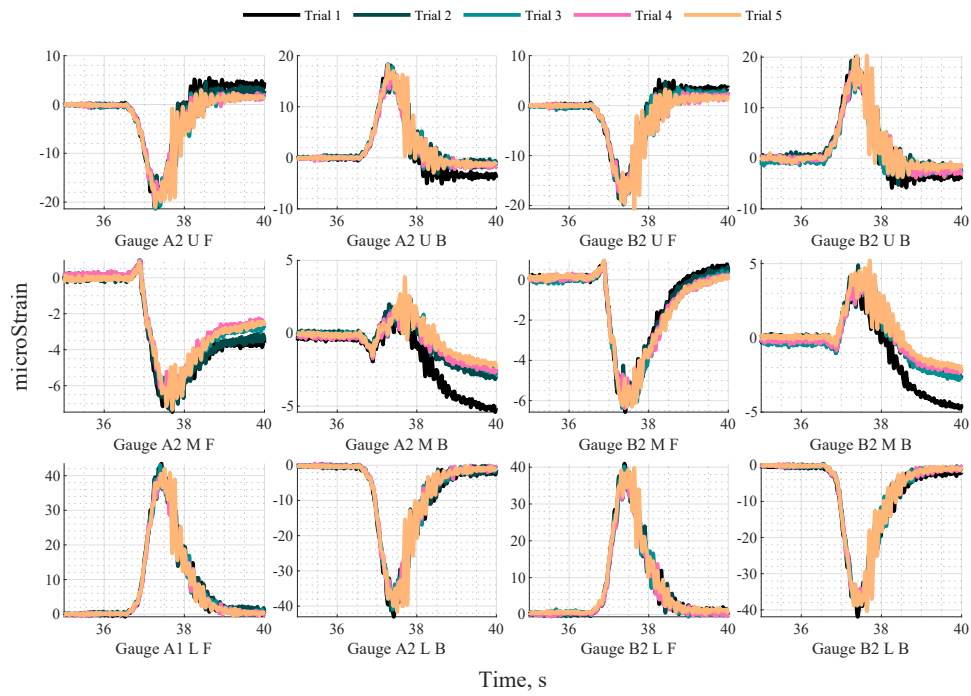 Trial 1 Trial 2 Trial 3 Trial 4 Trial 5
10
0
-10
-20
36 38 40
Gauge A2 U F
20
10
0
-10
36 38 40
Gauge A2 U B
10
0
-10
-20
36 38 40
Gauge B2 U F
20
10
0
-10
36 38 40
Gauge B2 U B
microStrain
0
-2
-4
-6
36 38 40
Gauge A2 M F
5
0
-5
36 38 40
Gauge A2 M B
0
-2
-4
-6
36 38 40
Gauge B2 M F
5
0
-5
36 38 40
Gauge B2 M B
40
30
20
10
0
36 38 40
Gauge A1 L F
0
-10
-20
-30
-40
36 38 40
Gauge A2 L B
40
30
20
10
0
36 38 40
Gauge B2 L F
0
-10
-20
-30
-40
36 38 40
Gauge B2 L B
Time, s